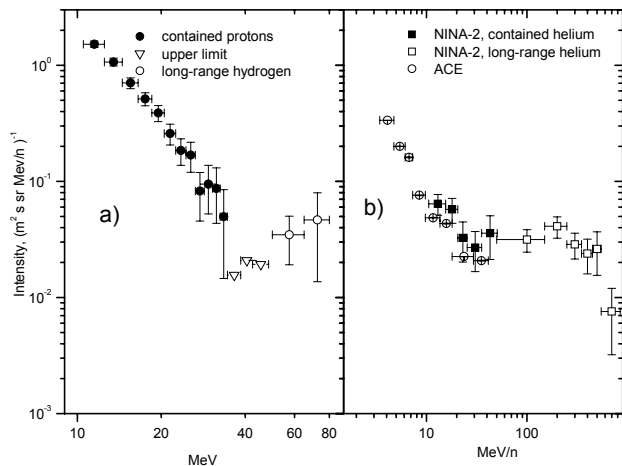 contained protons
upper limit
long-range hydrogen
NINA-2, contained helium
NINA-2, long-range helium
ACE
a)
b)
Intensity, (m² s sr Mev/n )⁻¹
10⁰
10⁻¹
10⁻²
10⁻³
10 20 40 60 80
10 100
MeV
MeV/n